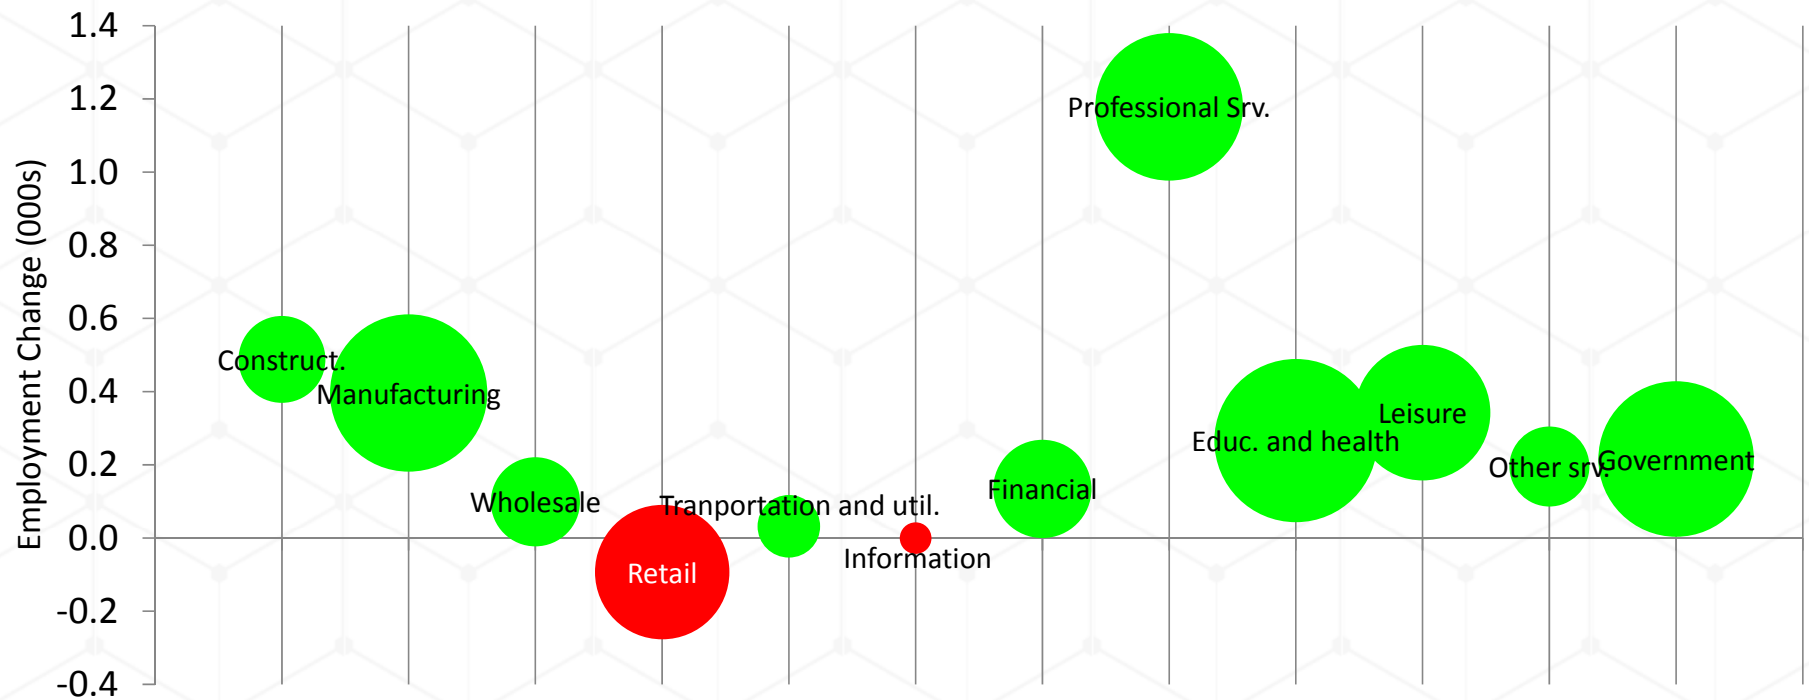 Employment Change (000s)
1.4
1.2
1.0
0.8
0.6
0.4
0.2
0.0
-0.2
-0.4
Construct.
Manufacturing
Wholesale
Retail
Tranportation and util.
Information
Financial
Professional Srv.
Educ. and health
Leisure
Other srv.
Government